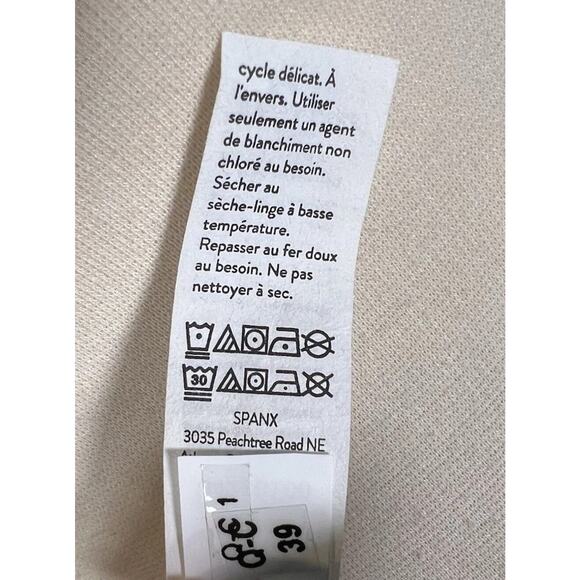 cycle délicat. À
l'envers. Utiliser
seulement un agent
de blanchiment non
chloré au besoin.
Sécher au
sèche-linge à basse
température.
Repasser au fer doux
au besoin. Ne pas
nettoyer à sec.
30
SPANX
3035 Peachtree Road NE
1
39